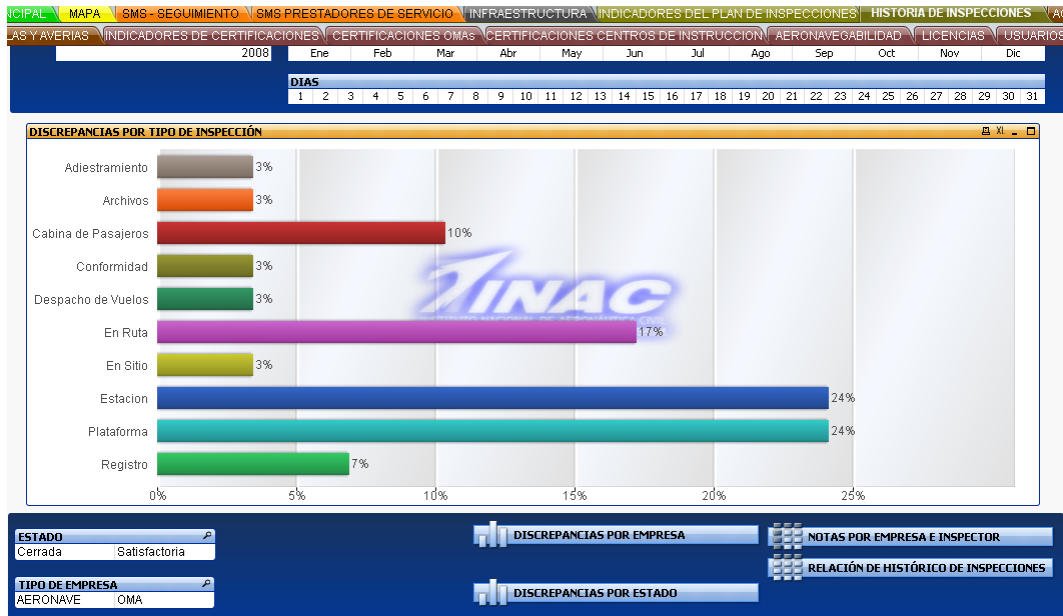 NCIPAL MAPA SMS - SEGUIMIENTO SMS PRESTADORES DE SERVICIO INFRAESTRUCTURA INDICADORES DEL PLAN DE INSPECCIONES HISTORIA DE INSPECCIONES
LAS Y AVERIAS INDICADORES DE CERTIFICACIONES CERTIFICACIONES OMAs CERTIFICACIONES CENTROS DE INSTRUCCION AERONAVEGABILIDAD LICENCIAS USUARIOS
2008 Ene Feb Mar Abr May Jun Jul Ago Sep Oct Nov Dic
DIAS
1 2 3 4 5 6 7 8 9 10 11 12 13 14 15 16 17 18 19 20 21 22 23 24 25 26 27 28 29 30 31
DISCREPANCIAS POR TIPO DE INSPECCIÓN XL
Adiestramiento 3%
Archivos 3%
Cabina de Pasajeros 10%
Conformidad 3%
INAC
Despacho de Vuelos 3%
INSTITUTO NACIONAL DE AERONÁUTICA CIVIL
En Ruta 17%
En Sitio 3%
Estacion 24%
Plataforma 24%
Registro 7%
0% 5% 10% 15% 20% 25%
ESTADO
Cerrada Satisfactoria
TIPO DE EMPRESA
AERONAVE OMA
DISCREPANCIAS POR EMPRESA
DISCREPANCIAS POR ESTADO
NOTAS POR EMPRESA E INSPECTOR
RELACIÓN DE HISTÓRICO DE INSPECCIONES